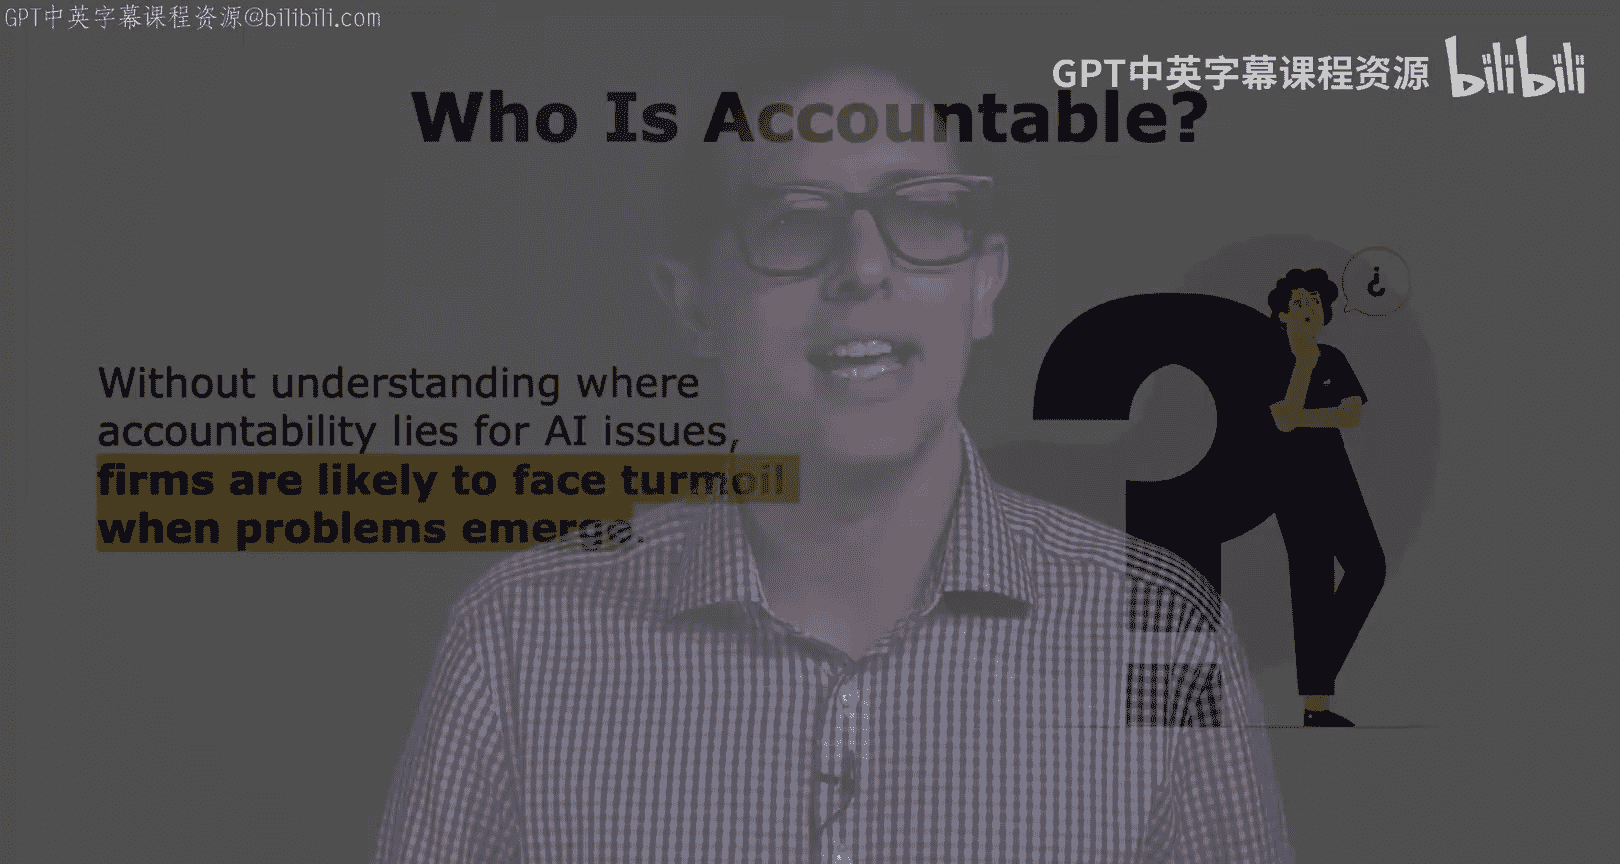 GPT中英字幕课程资源@bilibili.com
GPT中英字幕课程资源 bilibili
Who Is Accountable?
¿
Without understanding where
accountability lies for AI issues,
firms are likely to face turmoil
when problems emerge.